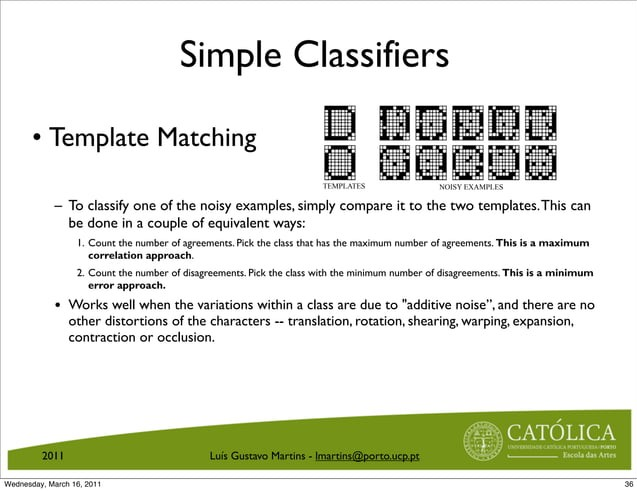 Simple Classifiers
• Template Matching
TEMPLATES
NOISY EXAMPLES
– To classify one of the noisy examples, simply compare it to the two templates. This can
be done in a couple of equivalent ways:
1. Count the number of agreements. Pick the class that has the maximum number of agreements. This is a maximum
correlation approach.
2. Count the number of disagreements. Pick the class with the minimum number of disagreements. This is a minimum
error approach.
• Works well when the variations within a class are due to "additive noise”, and there are no
other distortions of the characters -- translation, rotation, shearing, warping, expansion,
contraction or occlusion.
CATÓLICA
UNIVERSIDADE CATÓLICA PORTUGUESA | PORTO
Escola das Artes
2011
Luís Gustavo Martins - lmartins@porto.ucp.pt
Wednesday, March 16, 2011
36